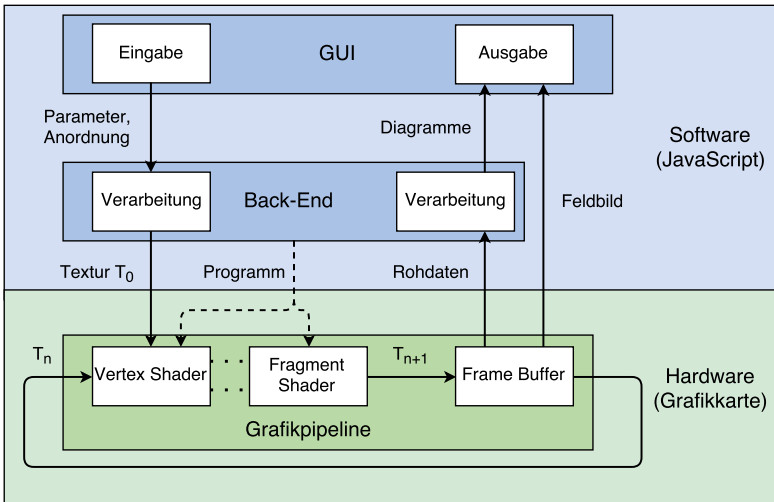 Eingabe
GUI
Ausgabe
Parameter,
Anordnung
Diagramme
Software
(JavaScript)
Verarbeitung
Back-End
Verarbeitung
Feldbild
Textur T0
Programm
Rohdaten
Tn
Vertex Shader
Fragment
Shader
Tn+1
Frame Buffer
Hardware
(Grafikkarte)
Grafikpipeline